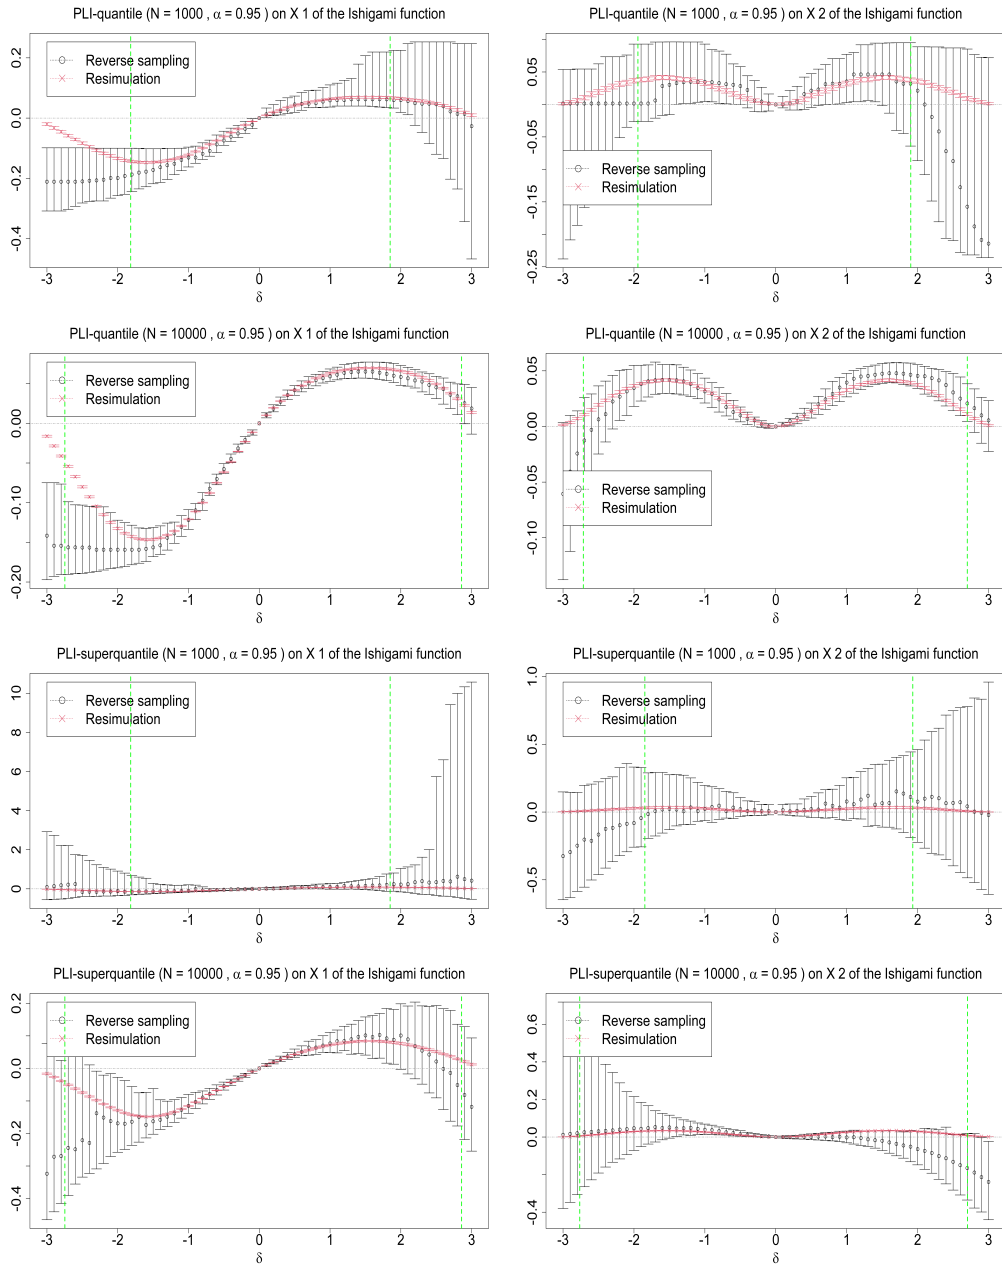 PLI-quantile (N = 1000 , α = 0.95 ) on X 1 of the Ishigami function
Reverse sampling
Resimulation
0.2
0.0
-0.2
-0.4
-3 -2 -1 0 1 2 3
δ
PLI-quantile (N = 1000 , α = 0.95 ) on X 2 of the Ishigami function
Reverse sampling
Resimulation
0.05
-0.05
-0.15
-0.25
-3 -2 -1 0 1 2 3
δ
PLI-quantile (N = 10000 , α = 0.95 ) on X 1 of the Ishigami function
Reverse sampling
Resimulation
0.00
-0.10
-0.20
-3 -2 -1 0 1 2 3
δ
PLI-quantile (N = 10000 , α = 0.95 ) on X 2 of the Ishigami function
Reverse sampling
Resimulation
0.05
0.00
-0.05
-0.10
-3 -2 -1 0 1 2 3
δ
PLI-superquantile (N = 1000 , α = 0.95 ) on X 1 of the Ishigami function
Reverse sampling
Resimulation
10
8
6
4
2
0
-3 -2 -1 0 1 2 3
δ
PLI-superquantile (N = 1000 , α = 0.95 ) on X 2 of the Ishigami function
Reverse sampling
Resimulation
1.0
0.5
0.0
-0.5
-3 -2 -1 0 1 2 3
δ
PLI-superquantile (N = 10000 , α = 0.95 ) on X 1 of the Ishigami function
Reverse sampling
Resimulation
0.2
0.0
-0.2
-0.4
-3 -2 -1 0 1 2 3
δ
PLI-superquantile (N = 10000 , α = 0.95 ) on X 2 of the Ishigami function
Reverse sampling
Resimulation
0.6
0.4
0.2
0.0
-0.2
-0.4
-3 -2 -1 0 1 2 3
δ